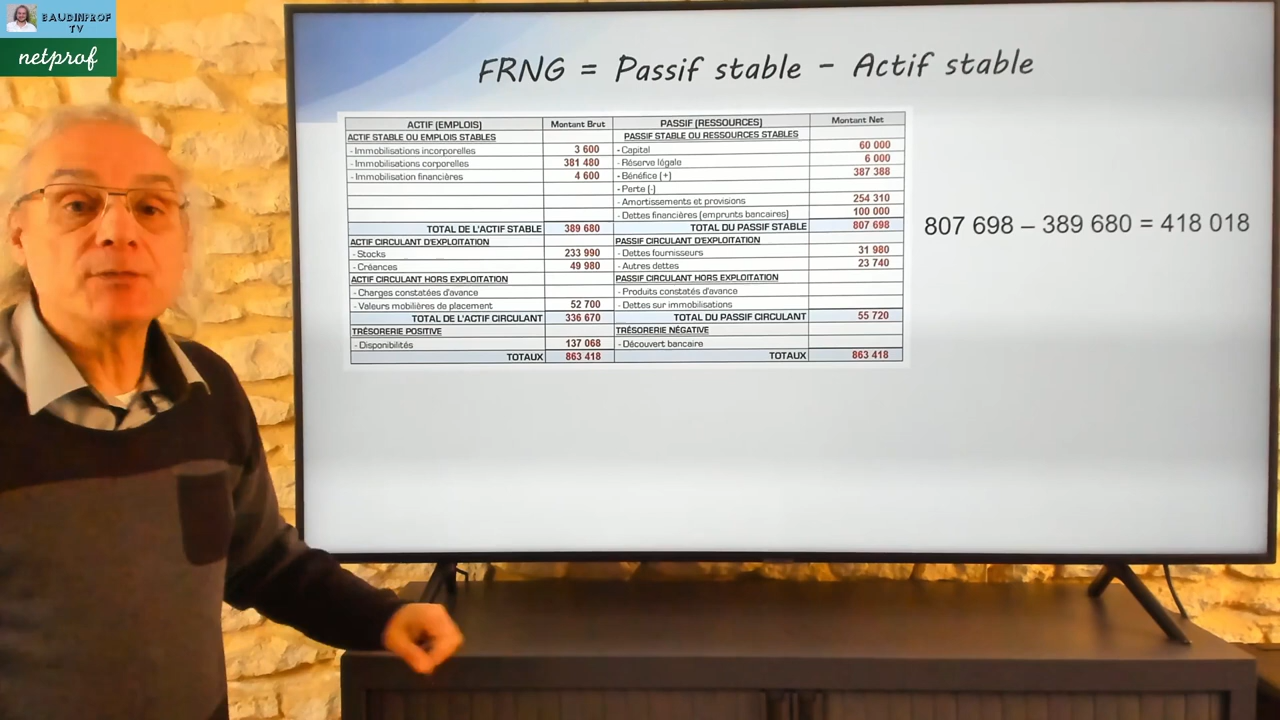 BAUDINPROF
TV
netprof
FRNG = Passif stable - Actif stable
ACTIF (EMPLOIS) Montant Brut PASSIF (RESSOURCES) Montant Net
ACTIF STABLE OU EMPLOIS STABLES PASSIF STABLE OU RESSOURCES STABLES
- Immobilisations incorporelles 3 600 - Capital 60 000
- Immobilisations corporelles 381 480 - Réserve légale 6 000
- Immobilisation financières 4 600 - Bénéfice (+) 387 388
- Perte (-)
- Amortissements et provisions 254 310
- Dettes financières (emprunts bancaires) 100 000
TOTAL DE L'ACTIF STABLE 389 680 TOTAL DU PASSIF STABLE 807 698
ACTIF CIRCULANT D'EXPLOITATION PASSIF CIRCULANT D'EXPLOITATION
- Stocks 233 990 - Dettes fournisseurs 31 980
- Créances 49 980 - Autres dettes 23 740
ACTIF CIRCULANT HORS EXPLOITATION PASSIF CIRCULANT HORS EXPLOITATION
- Charges constatées d'avance - Produits constatés d'avance
- Valeurs mobilières de placement 52 700 - Dettes sur immobilisations
TOTAL DE L'ACTIF CIRCULANT 336 670 TOTAL DU PASSIF CIRCULANT 55 720
TRÉSORERIE POSITIVE TRÉSORERIE NÉGATIVE
- Disponibilités 137 068 - Découvert bancaire
TOTAUX 863 418 TOTAUX 863 418
807 698 – 389 680 = 418 018